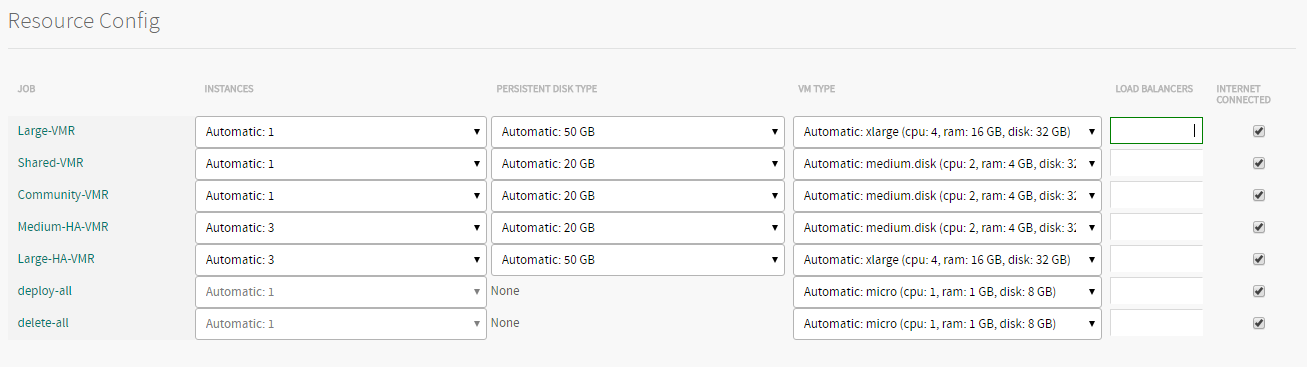 Resource Config
JOB INSTANCES PERSISTENT DISK TYPE VM TYPE LOAD BALANCERS INTERNET CONNECTED
Large-VMR Automatic: 1 Automatic: 50 GB Automatic: xlarge (cpu: 4, ram: 16 GB, disk: 32 GB)
Shared-VMR Automatic: 1 Automatic: 20 GB Automatic: medium.disk (cpu: 2, ram: 4 GB, disk: 32
Community-VMR Automatic: 1 Automatic: 20 GB Automatic: medium.disk (cpu: 2, ram: 4 GB, disk: 32
Medium-HA-VMR Automatic: 3 Automatic: 20 GB Automatic: medium.disk (cpu: 2, ram: 4 GB, disk: 32
Large-HA-VMR Automatic: 3 Automatic: 50 GB Automatic: xlarge (cpu: 4, ram: 16 GB, disk: 32 GB)
deploy-all Automatic: 1 None Automatic: micro (cpu: 1, ram: 1 GB, disk: 8 GB)
delete-all Automatic: 1 None Automatic: micro (cpu: 1, ram: 1 GB, disk: 8 GB)